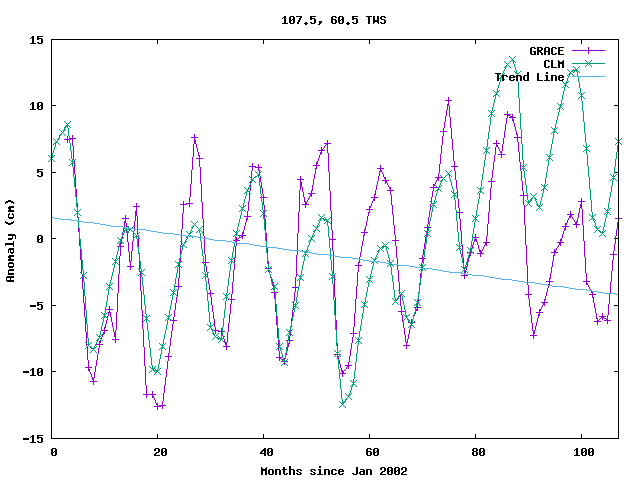 107.5, 60.5 TWS
15
10
5
0
-5
-10
-15
Anomaly (cm)
GRACE
CLM
Trend Line
0 20 40 60 80 100
Months since Jan 2002